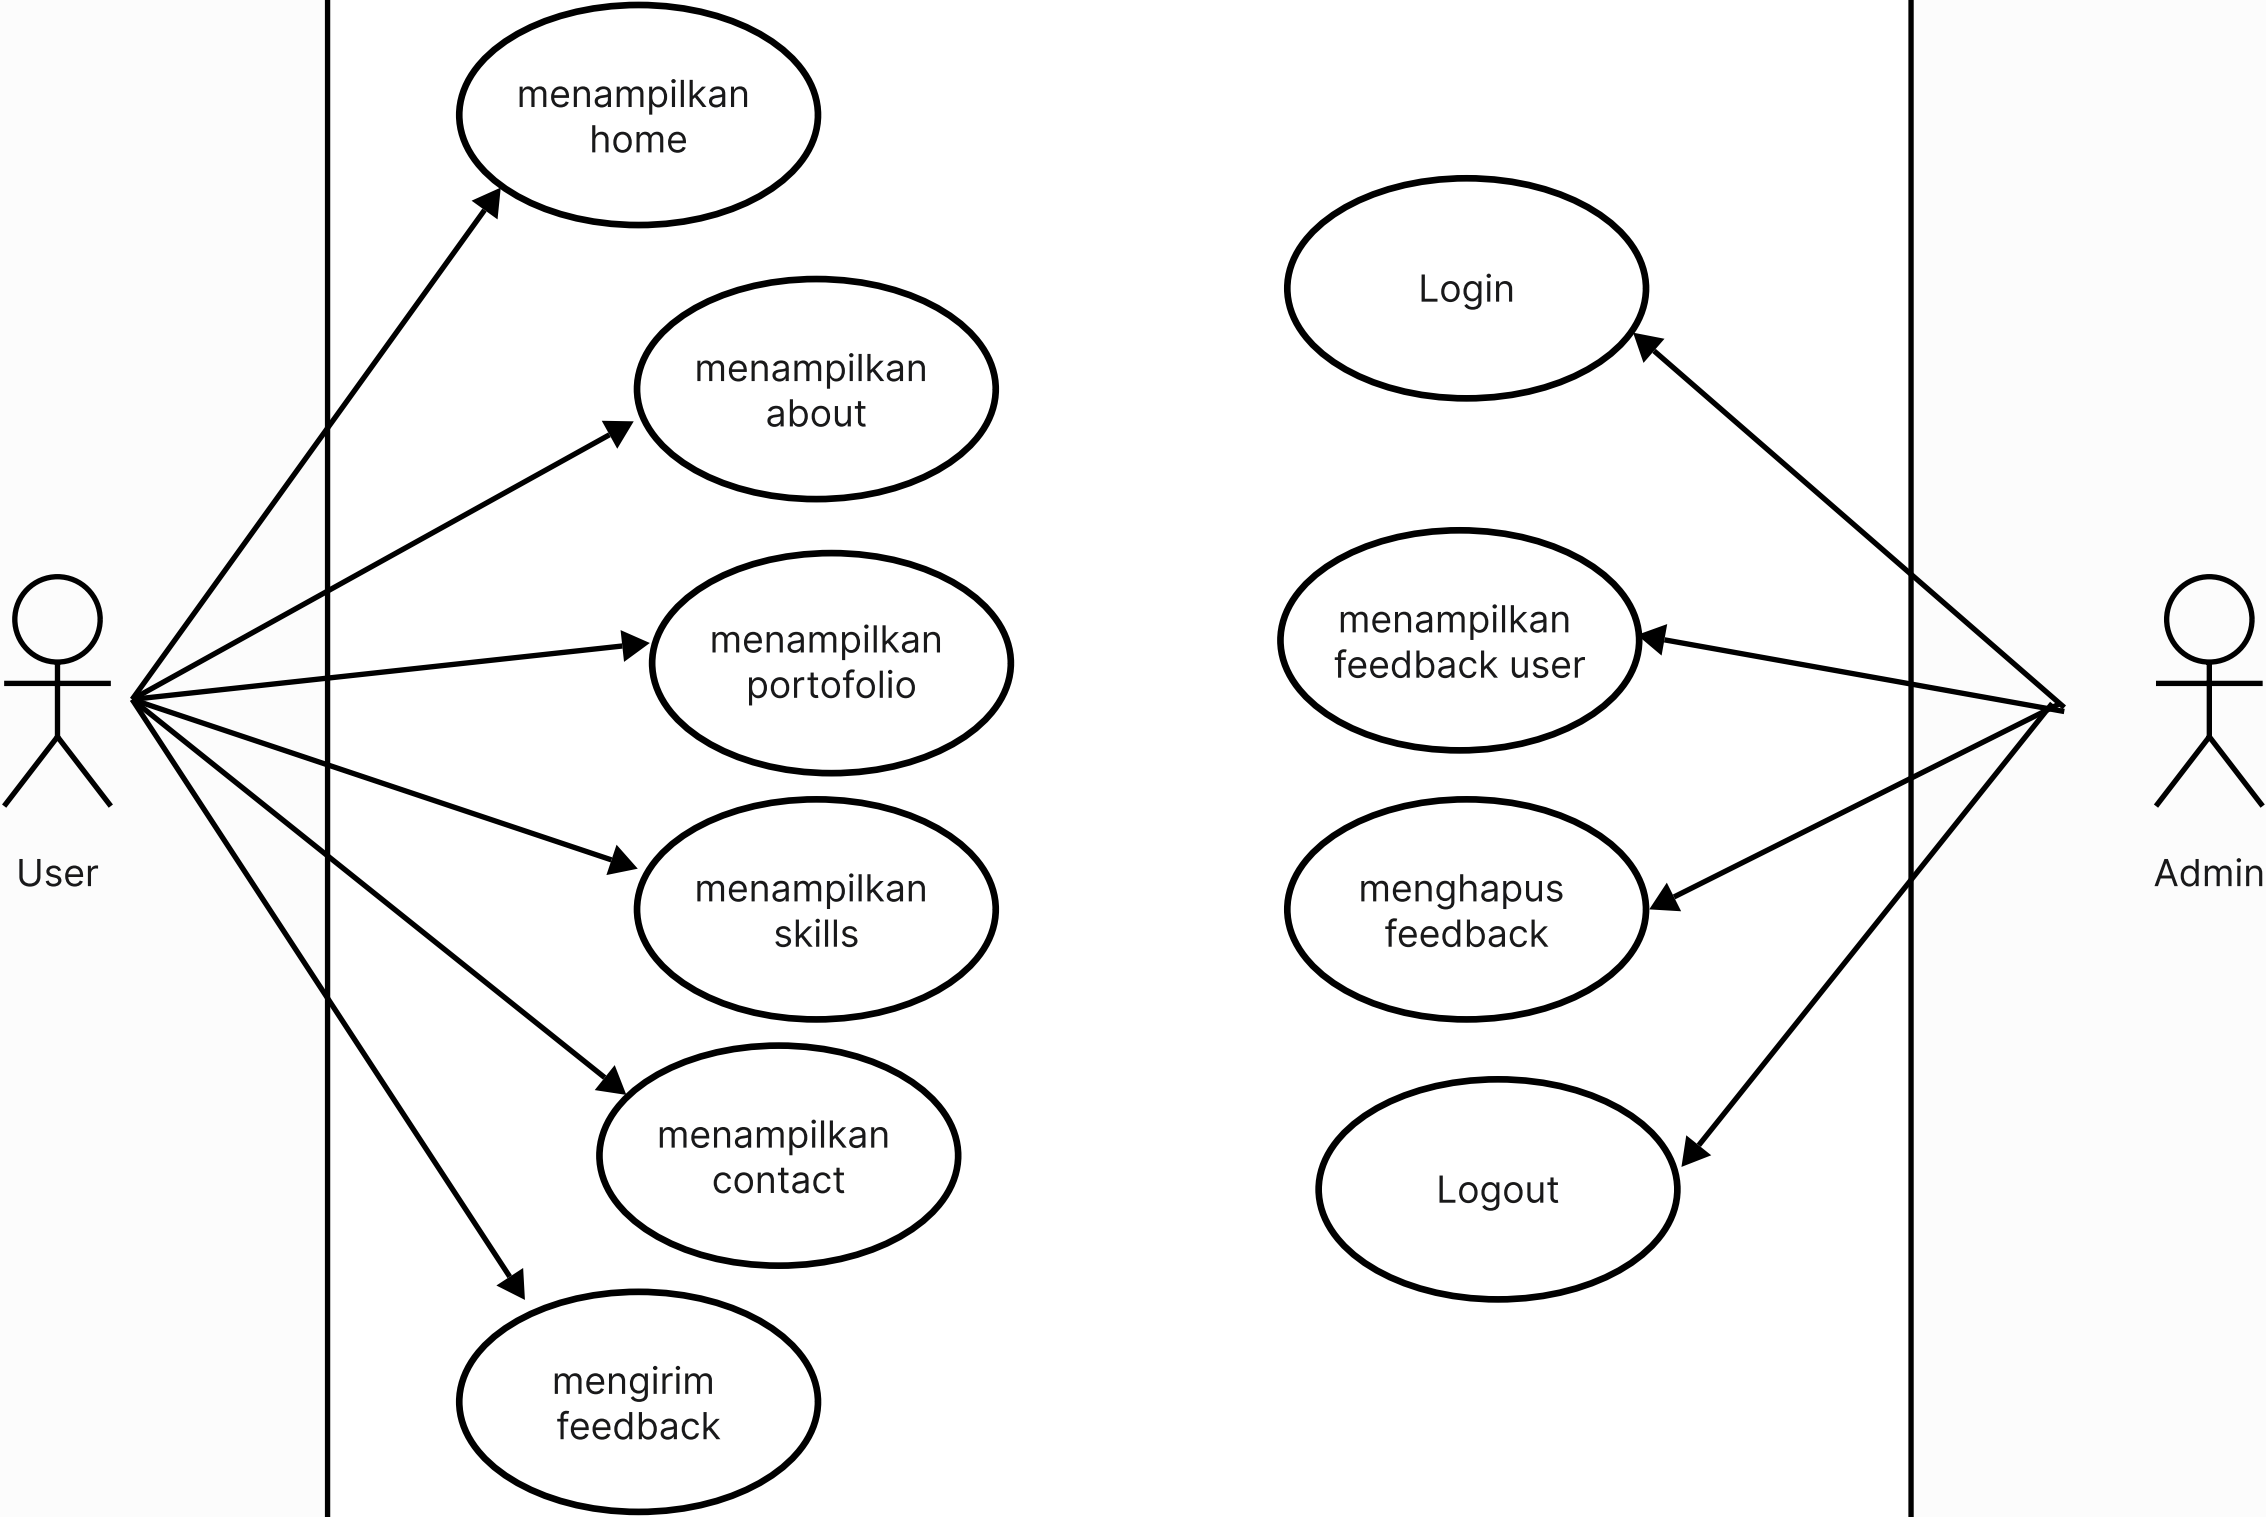 menampilkan
home
menampilkan
about
menampilkan
portofolio
menampilkan
skills
menampilkan
contact
mengirim
feedback
User
Login
menampilkan
feedback user
menghapus
feedback
Logout
Admin